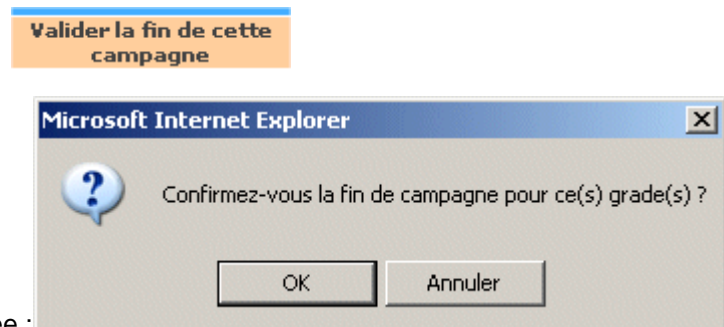 Valider la fin de cette
campagne
Microsoft Internet Explorer
Confirmez-vous la fin de campagne pour ce(s) grade(s) ?
OK Annuler